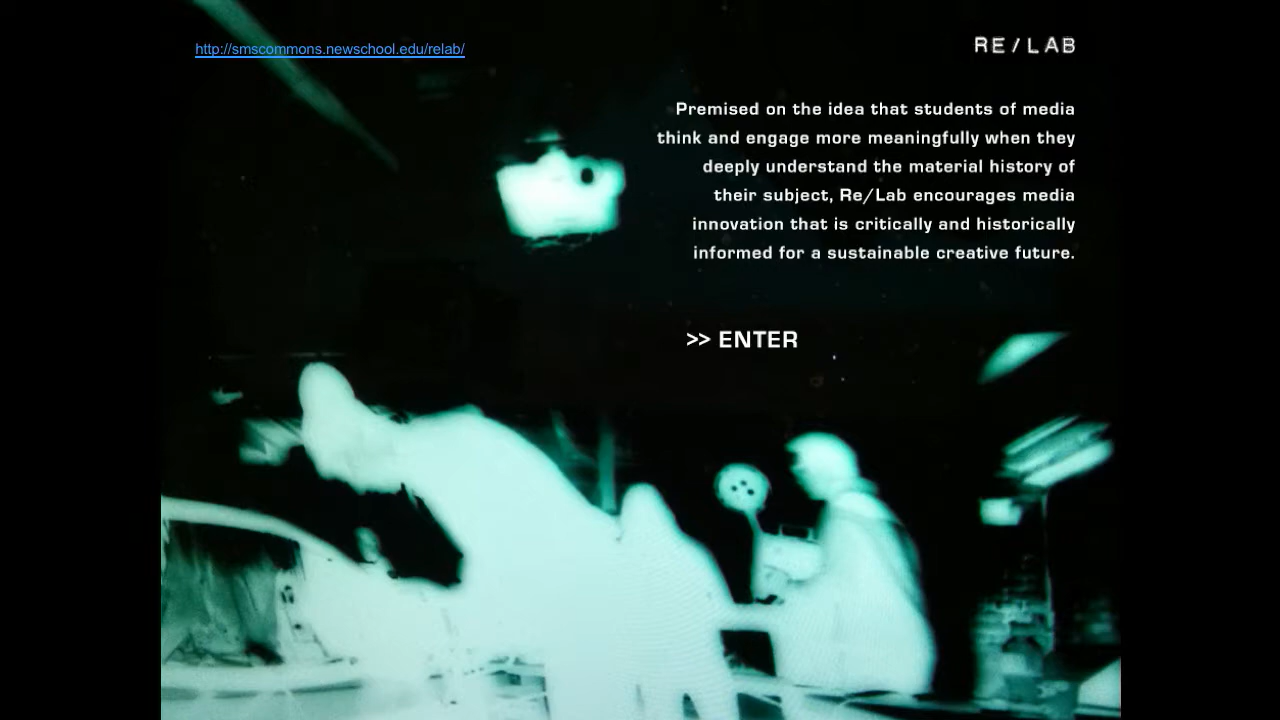 http://smscommons.newschool.edu/relab/
RE/LAB
Premised on the idea that students of media
think and engage more meaningfully when they
deeply understand the material history of
their subject, Re/Lab encourages media
innovation that is critically and historically
informed for a sustainable creative future.
>> ENTER